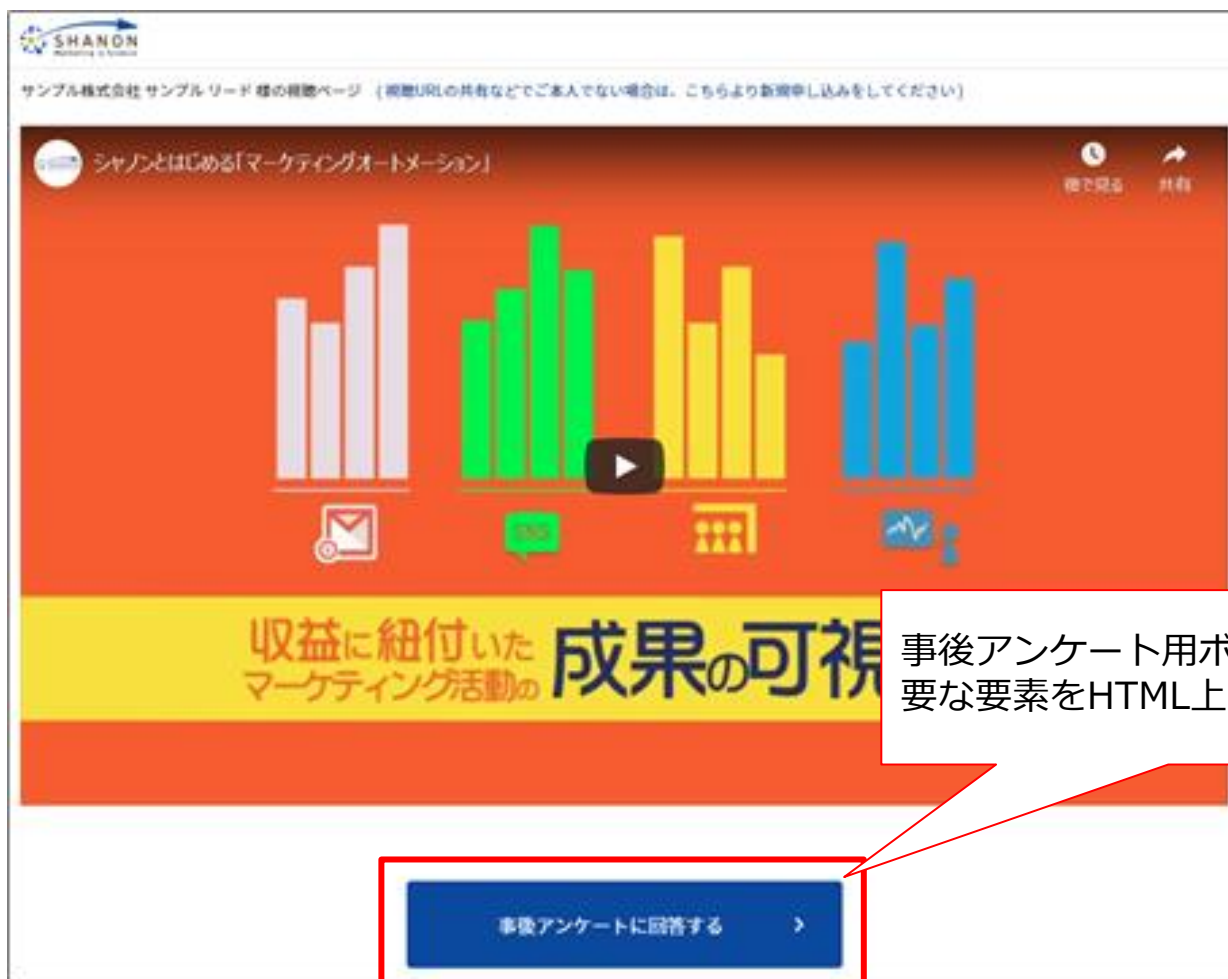 SHANON
サンプル株式会社 サンプル リード 様の視聴ページ (視聴URLの共有などでご本人でない場合は、こちらより新規申し込みをしてください)
シャノンとはじめる「マーケティングオートメーション」
後で見る 共有
SNS
収益に紐付いた
マーケティング活動の 成果の可視
事後アンケート用ボ
要な要素をHTML上
事後アンケートに回答する >